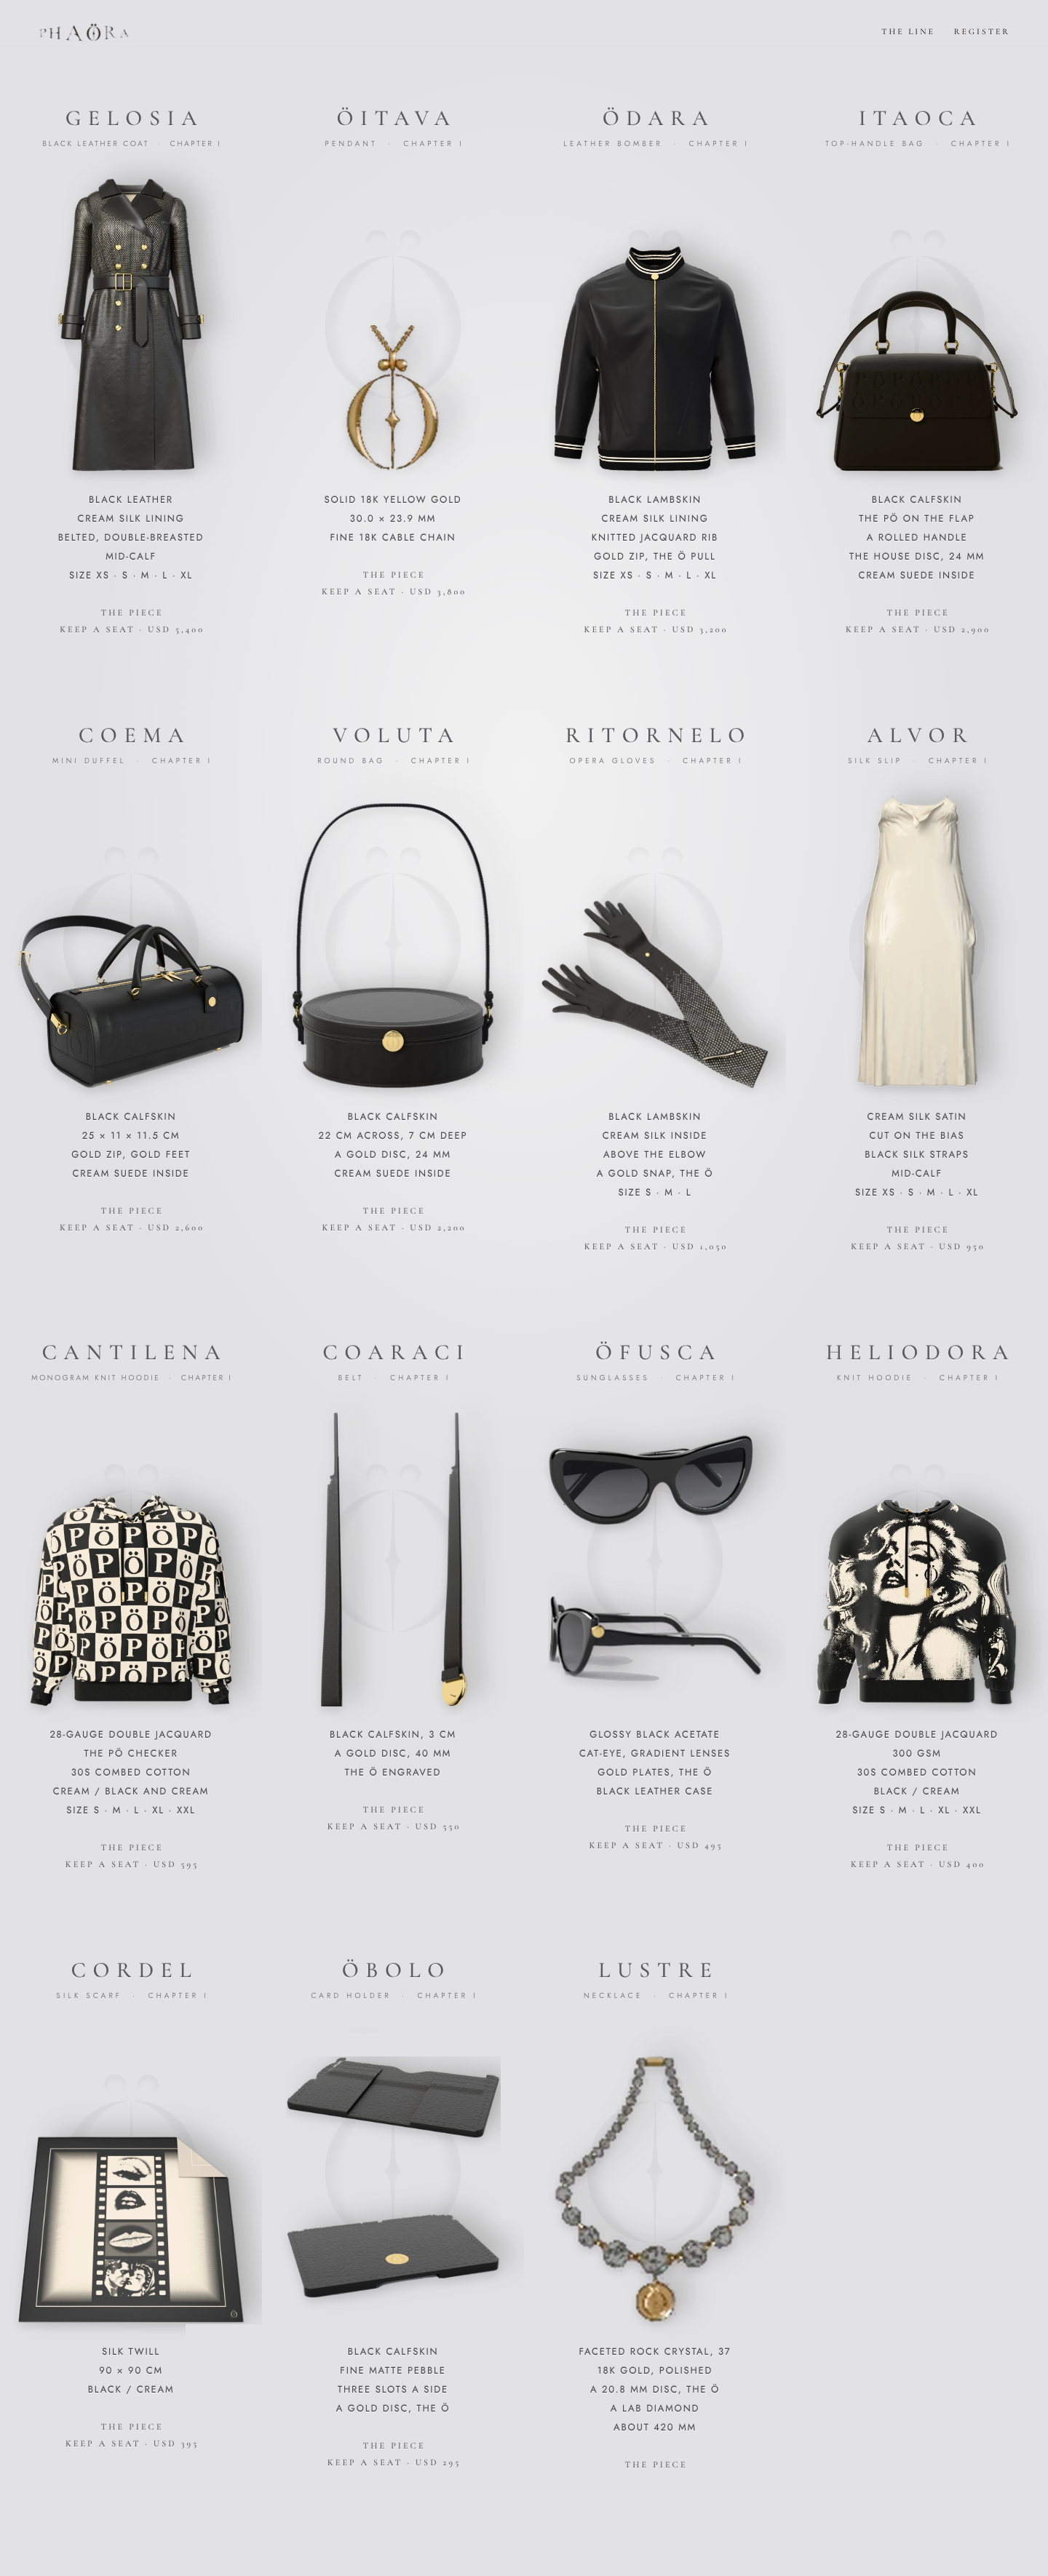 PHAÖRA
THE LINE REGISTER
GELOSIA
BLACK LEATHER COAT · CHAPTER I
BLACK LEATHER
CREAM SILK LINING
BELTED, DOUBLE-BREASTED
MID-CALF
SIZE XS · S · M · L · XL
THE PIECE
KEEP A SEAT · USD 5,400
ÖITAVA
PENDANT · CHAPTER I
SOLID 18K YELLOW GOLD
30.0 × 23.9 MM
FINE 18K CABLE CHAIN
THE PIECE
KEEP A SEAT · USD 3,800
ÖDARA
LEATHER BOMBER · CHAPTER I
BLACK LAMBSKIN
CREAM SILK LINING
KNITTED JACQUARD RIB
GOLD ZIP, THE Ö PULL
SIZE XS · S · M · L · XL
THE PIECE
KEEP A SEAT · USD 3,200
ITAOCA
TOP-HANDLE BAG · CHAPTER I
BLACK CALFSKIN
THE PÖ ON THE FLAP
A ROLLED HANDLE
THE HOUSE DISC, 24 MM
CREAM SUEDE INSIDE
THE PIECE
KEEP A SEAT · USD 2,900
COEMA
MINI DUFFEL · CHAPTER I
BLACK CALFSKIN
25 × 11 × 11.5 CM
GOLD ZIP, GOLD FEET
CREAM SUEDE INSIDE
THE PIECE
KEEP A SEAT · USD 2,600
VOLUTA
ROUND BAG · CHAPTER I
BLACK CALFSKIN
22 CM ACROSS, 7 CM DEEP
A GOLD DISC, 24 MM
CREAM SUEDE INSIDE
THE PIECE
KEEP A SEAT · USD 2,200
RITORNELO
OPERA GLOVES · CHAPTER I
BLACK LAMBSKIN
CREAM SILK INSIDE
ABOVE THE ELBOW
A GOLD SNAP, THE Ö
SIZE S · M · L
THE PIECE
KEEP A SEAT · USD 1,050
ALVOR
SILK SLIP · CHAPTER I
CREAM SILK SATIN
CUT ON THE BIAS
BLACK SILK STRAPS
MID-CALF
SIZE XS · S · M · L · XL
THE PIECE
KEEP A SEAT · USD 950
CANTILENA
MONOGRAM KNIT HOODIE · CHAPTER I
28-GAUGE DOUBLE JACQUARD
THE PÖ CHECKER
30S COMBED COTTON
CREAM / BLACK AND CREAM
SIZE S · M · L · XL · XXL
THE PIECE
KEEP A SEAT · USD 595
COARACI
BELT · CHAPTER I
BLACK CALFSKIN, 3 CM
A GOLD DISC, 40 MM
THE Ö ENGRAVED
THE PIECE
KEEP A SEAT · USD 550
ÖFUSCA
SUNGLASSES · CHAPTER I
GLOSSY BLACK ACETATE
CAT-EYE, GRADIENT LENSES
GOLD PLATES, THE Ö
BLACK LEATHER CASE
THE PIECE
KEEP A SEAT · USD 495
HELIODORA
KNIT HOODIE · CHAPTER I
28-GAUGE DOUBLE JACQUARD
300 GSM
30S COMBED COTTON
BLACK / CREAM
SIZE S · M · L · XL · XXL
THE PIECE
KEEP A SEAT · USD 400
CORDEL
SILK SCARF · CHAPTER I
SILK TWILL
90 × 90 CM
BLACK / CREAM
THE PIECE
KEEP A SEAT · USD 395
ÖBOLO
CARD HOLDER · CHAPTER I
BLACK CALFSKIN
FINE MATTE PEBBLE
THREE SLOTS A SIDE
A GOLD DISC, THE Ö
THE PIECE
KEEP A SEAT · USD 295
LUSTRE
NECKLACE · CHAPTER I
FACETED ROCK CRYSTAL, 37
18K GOLD, POLISHED
A 20.8 MM DISC, THE Ö
A LAB DIAMOND
ABOUT 420 MM
THE PIECE